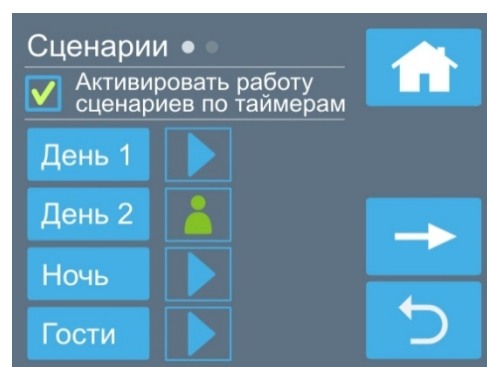 Сценарии
Активировать работу
сценариев по таймерам
День 1
День 2
Ночь
Гости